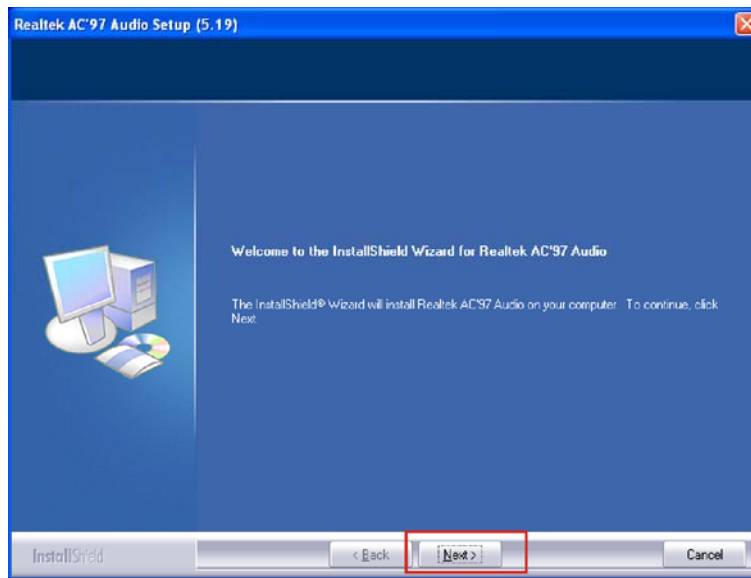 Realtek AC'97 Audio Setup (5.19)
Welcome to the InstallShield Wizard for Realtek AC'97 Audio
The InstallShield® Wizard will install Realtek AC'97 Audio on your computer. To continue, click
Next.
InstallShield
< Back
Next >
Cancel